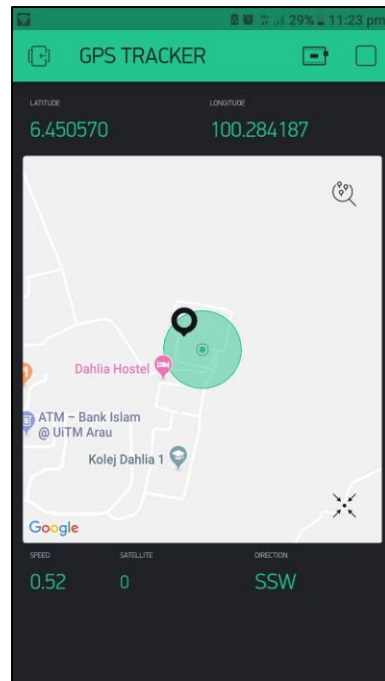 29% 11:23 pm
GPS TRACKER
LATITUDE
LONGITUDE
6.450570
100.284187
Dahlia Hostel
ATM – Bank Islam
@ UiTM Arau
Kolej Dahlia 1
Google
SPEED
SATELLITE
DIRECTION
0.52
0
SSW